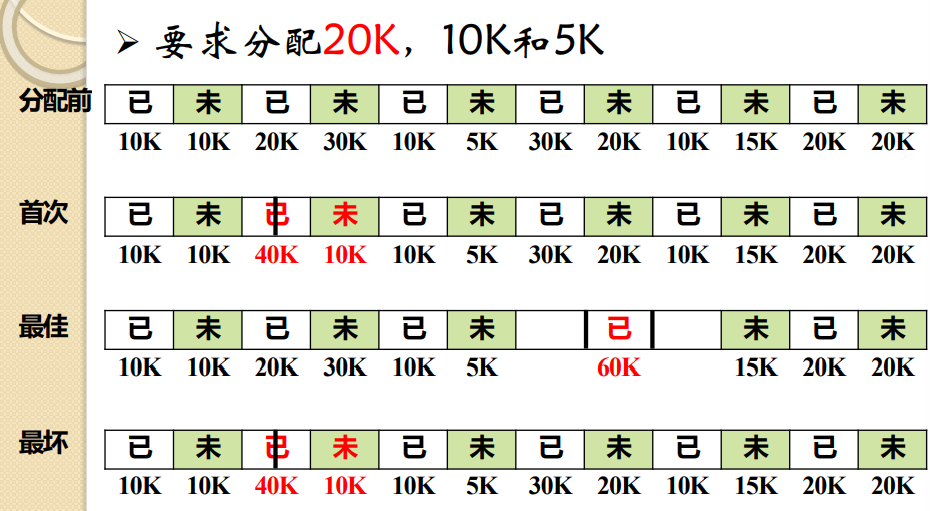 ➢ 要求分配20K，10K和5K
分配前 已 未 已 未 已 未 已 未 已 未 已 未
10K 10K 20K 30K 10K 5K 30K 20K 10K 15K 20K 20K
首次 已 未 已 未 已 未 已 未 已 未 已 未
10K 10K 40K 10K 10K 5K 30K 20K 10K 15K 20K 20K
最佳 已 未 已 未 已 未 已 未 已 未
10K 10K 20K 30K 10K 5K 60K 15K 20K 20K
最坏 已 未 已 未 已 未 已 未 已 未 已 未
10K 10K 40K 10K 10K 5K 30K 20K 10K 15K 20K 20K